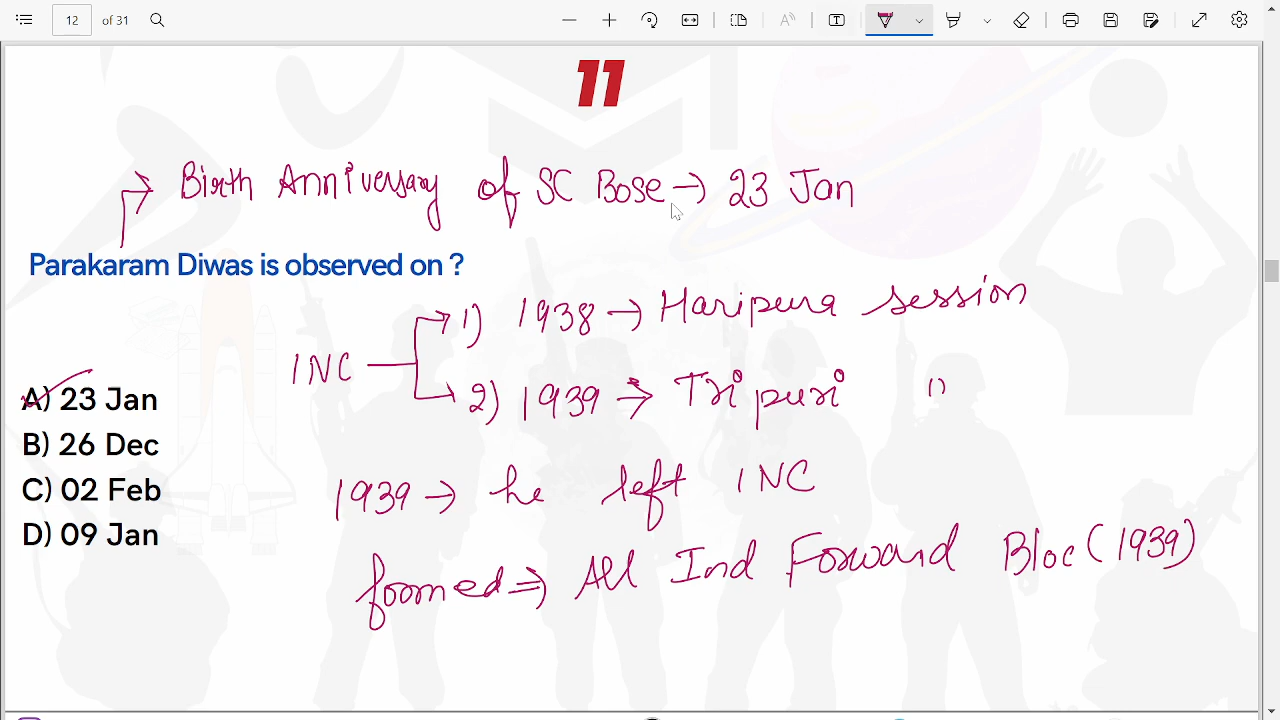 12 of 31
11
Birth Anniversary of SC Bose → 23 Jan
Parakaram Diwas is observed on ?
1) 1938 → Haripura session
INC
2) 1939 → Tripuri "
A) 23 Jan
B) 26 Dec
C) 02 Feb
D) 09 Jan
1939 → he left INC
formed ⇒ All Ind Forward Bloc (1939)